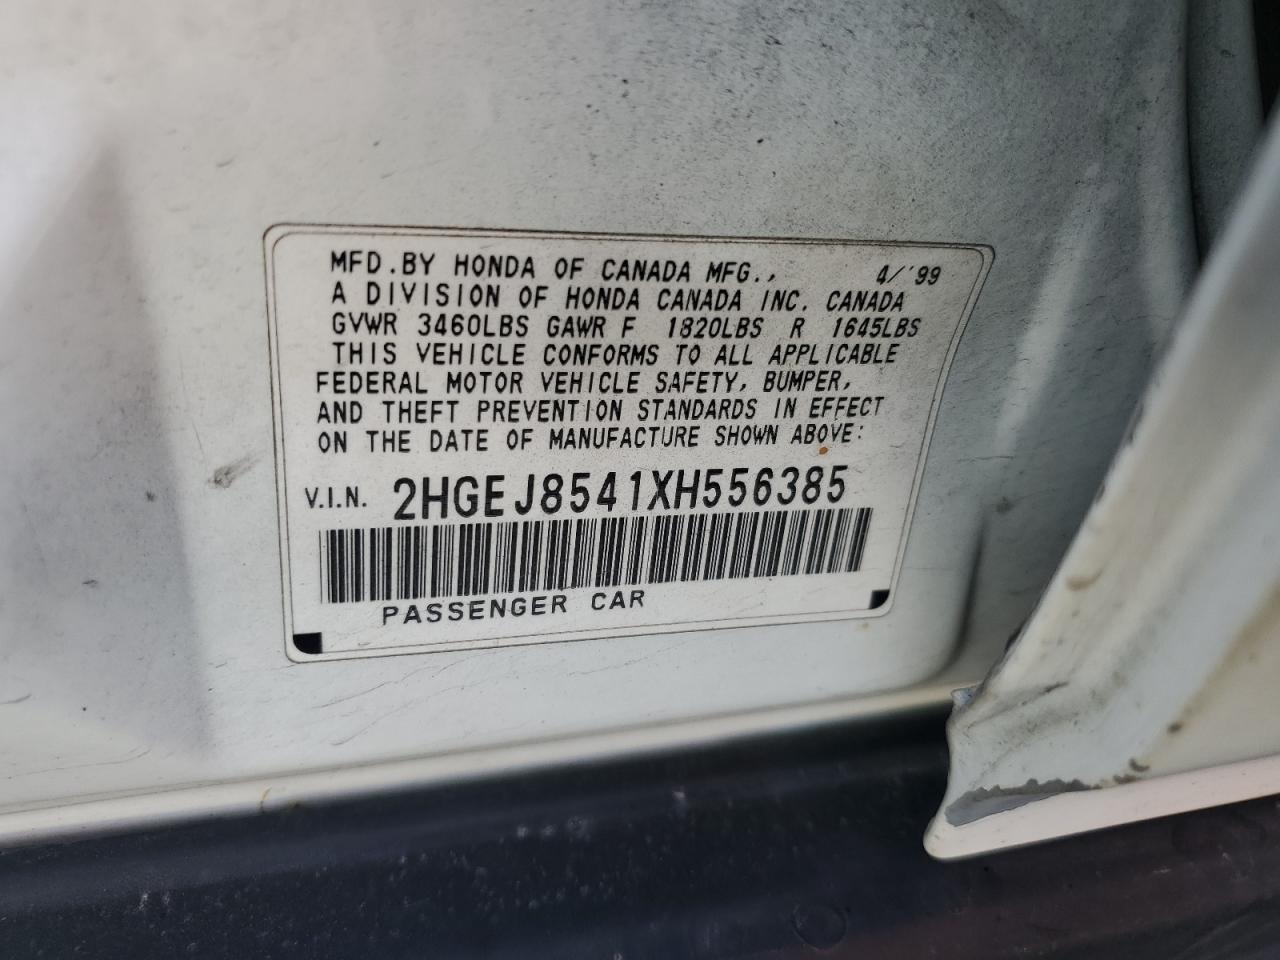 MFD. BY HONDA OF CANADA MFG., 4/'99
A DIVISION OF HONDA CANADA INC. CANADA
GVWR 3460LBS GAWR F 1820LBS R 1645LBS
THIS VEHICLE CONFORMS TO ALL APPLICABLE
FEDERAL MOTOR VEHICLE SAFETY, BUMPER,
AND THEFT PREVENTION STANDARDS IN EFFECT
ON THE DATE OF MANUFACTURE SHOWN ABOVE:
V.I.N. 2HGEJ8541XH556385
PASSENGER CAR